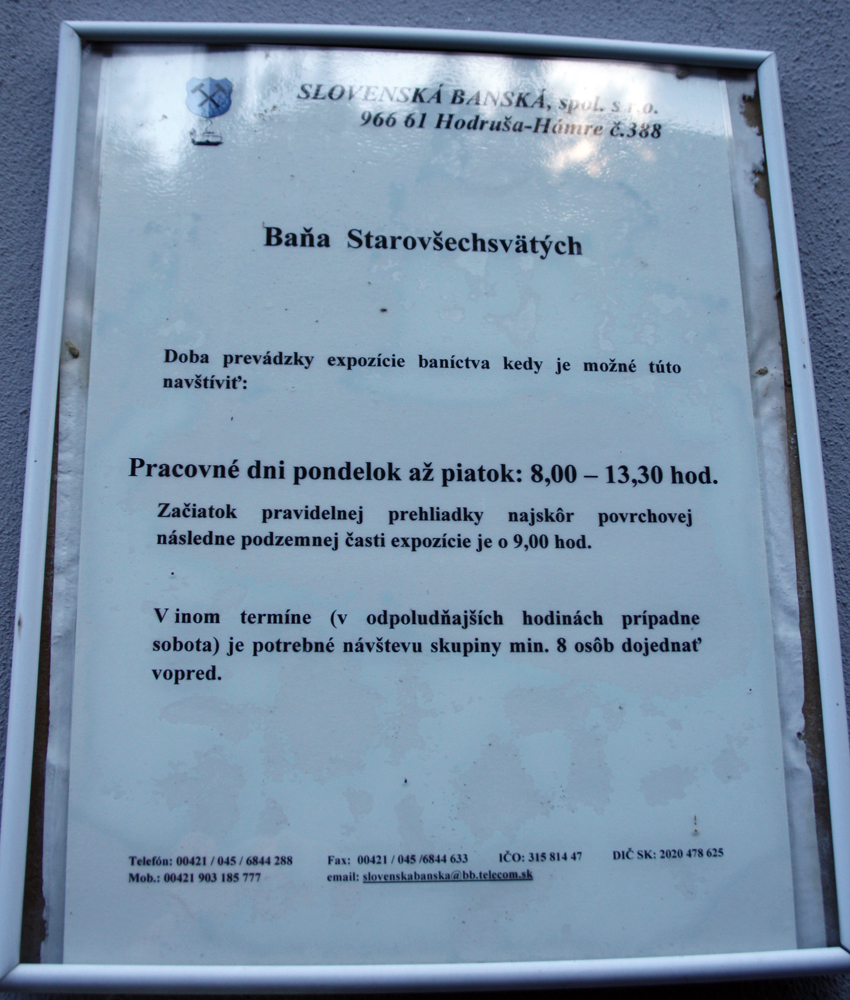 SLOVENSKÁ BANSKÁ, spol. s r.o.
966 61 Hodruša-Hámre č.388
Baňa Starovšechsvätých
Doba prevádzky expozície baníctva kedy je možné túto
navštíviť:
Pracovné dni pondelok až piatok: 8,00 – 13,30 hod.
Začiatok pravidelnej prehliadky najskôr povrchovej
následne podzemnej časti expozície je o 9,00 hod.
V inom termíne (v odpoludňajších hodinách prípadne
sobota) je potrebné návštevu skupiny min. 8 osôb dojednať
vopred.
Telefón: 00421 / 045 / 6844 288 Fax: 00421 / 045 /6844 633 IČO: 315 814 47 DIČ SK: 2020 478 625
Mob.: 00421 903 185 777 email: slovenskabanska@bb.telecom.sk